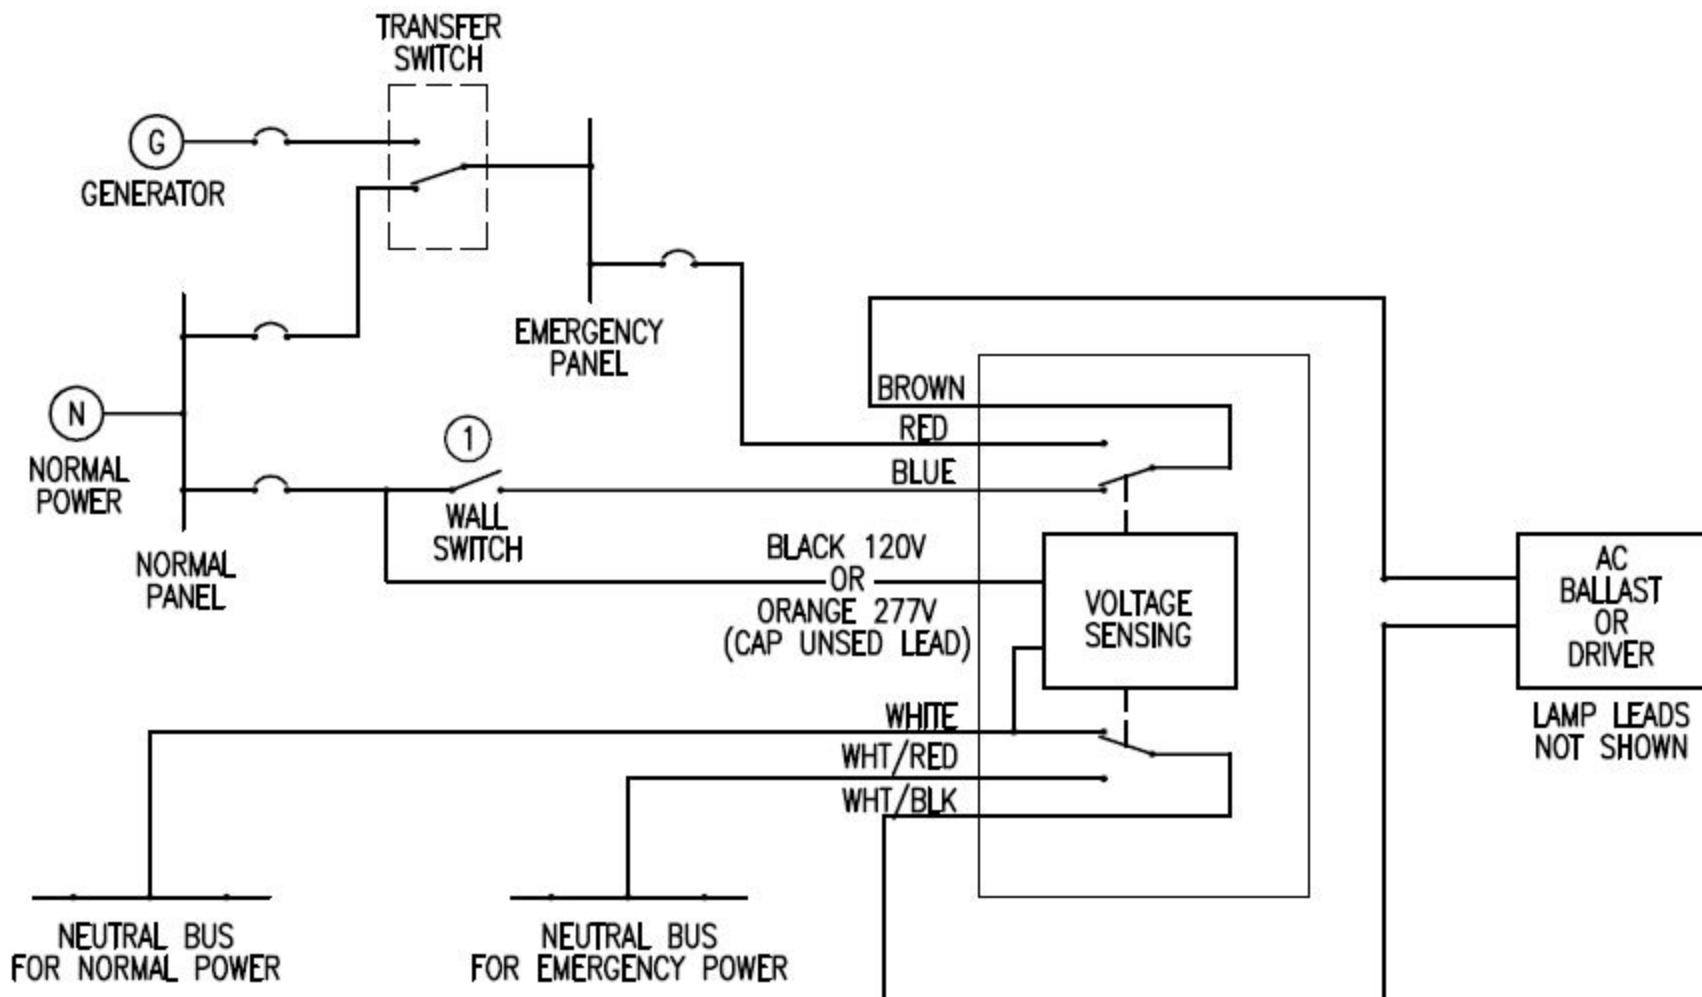 TRANSFER
SWITCH
G
GENERATOR
EMERGENCY
PANEL
N
NORMAL
POWER
NORMAL
PANEL
1
WALL
SWITCH
BROWN
RED
BLUE
BLACK 120V
OR
ORANGE 277V
(CAP UNSED LEAD)
VOLTAGE
SENSING
AC
BALLAST
OR
DRIVER
LAMP LEADS
NOT SHOWN
WHITE
WHT/RED
WHT/BLK
NEUTRAL BUS
FOR NORMAL POWER
NEUTRAL BUS
FOR EMERGENCY POWER